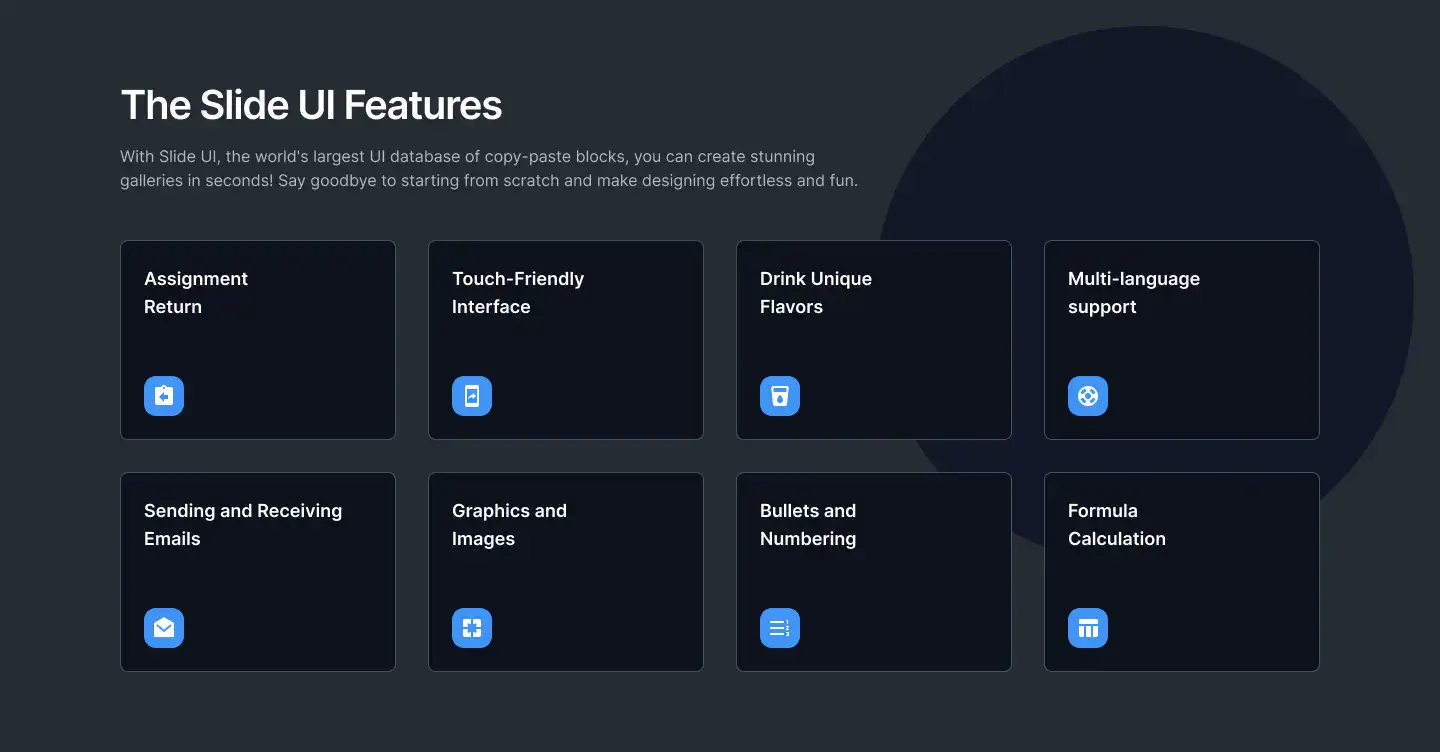 The Slide UI Features
With Slide UI, the world's largest UI database of copy-paste blocks, you can create stunning
galleries in seconds! Say goodbye to starting from scratch and make designing effortless and fun.
Assignment
Return
Touch-Friendly
Interface
Drink Unique
Flavors
Multi-language
support
Sending and Receiving
Emails
Graphics and
Images
Bullets and
Numbering
1
2
3
Formula
Calculation